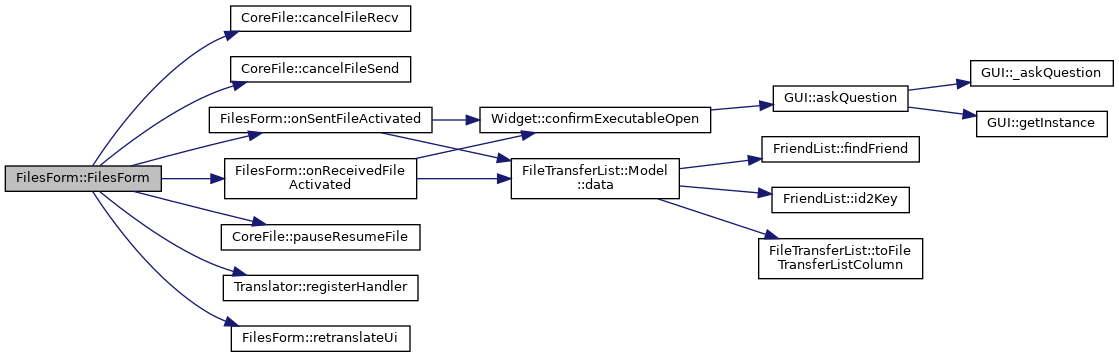 FilesForm::FilesForm
CoreFile::cancelFileRecv
CoreFile::cancelFileSend
FilesForm::onSentFileActivated
FilesForm::onReceivedFile
Activated
CoreFile::pauseResumeFile
Translator::registerHandler
FilesForm::retranslateUi
Widget::confirmExecutableOpen
FileTransferList::Model
::data
GUI::askQuestion
FriendList::findFriend
FriendList::id2Key
FileTransferList::toFile
TransferListColumn
GUI::_askQuestion
GUI::getInstance